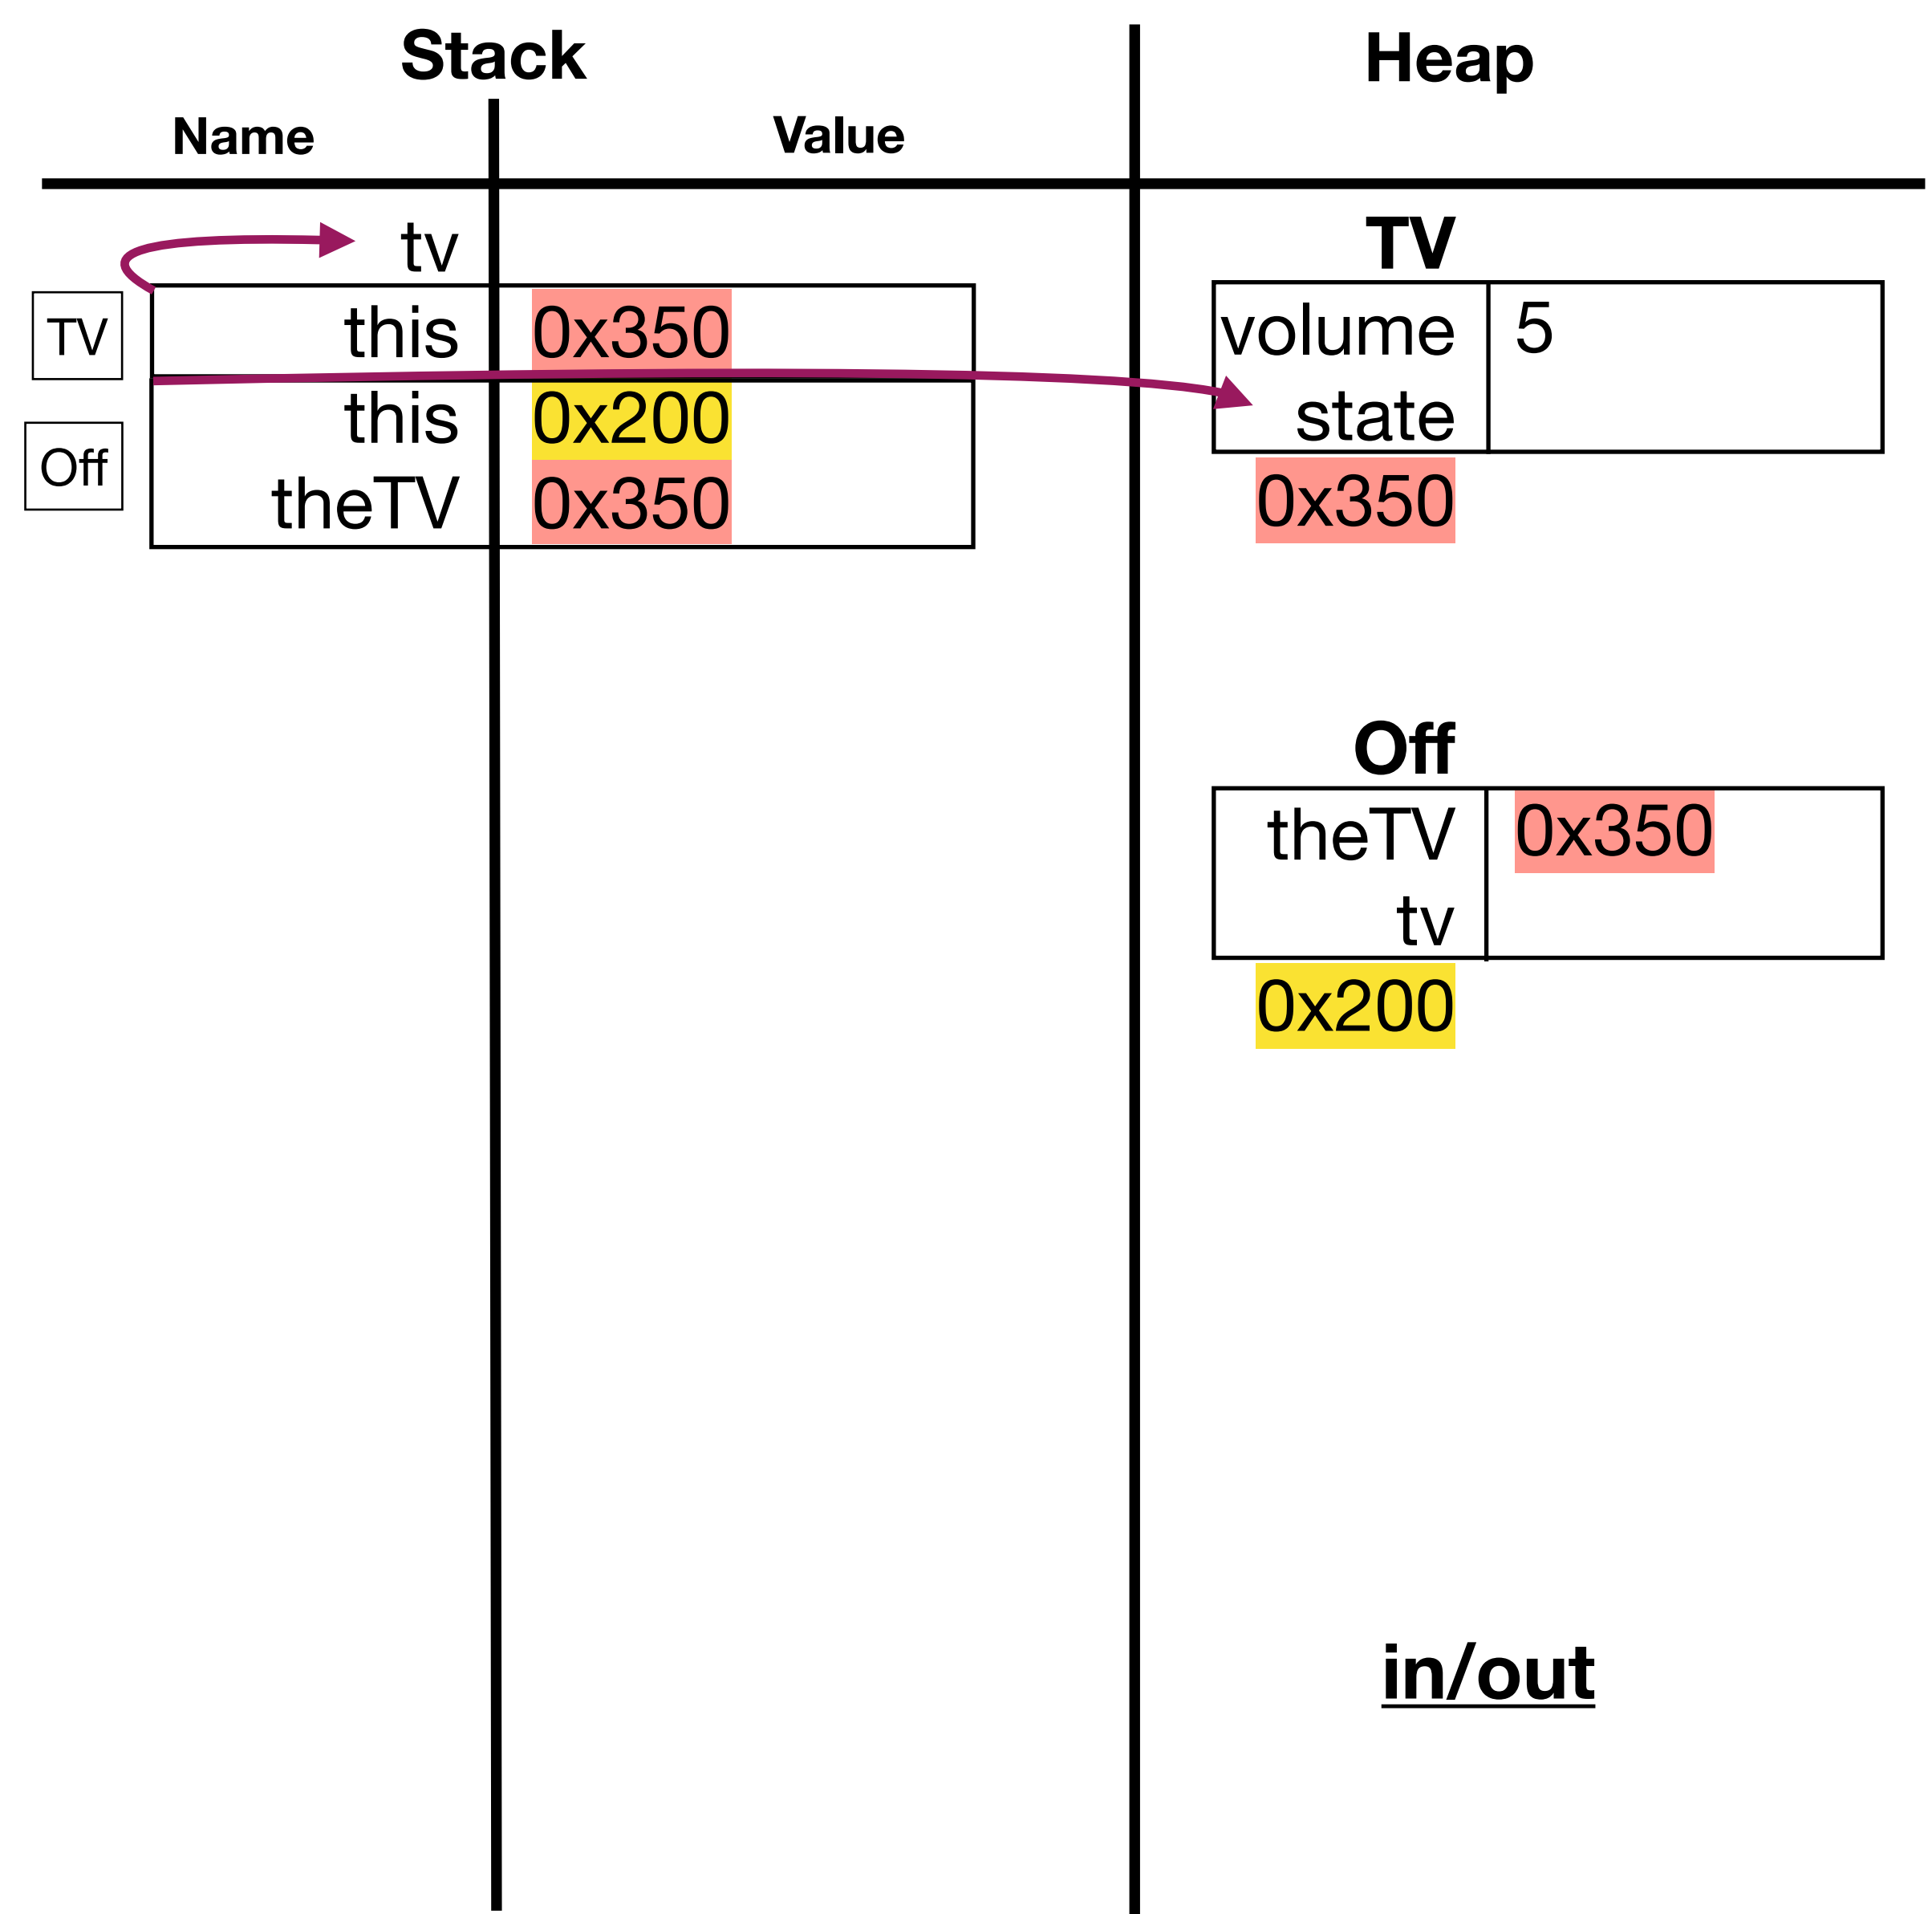 Stack
Heap
Name
Value
tv
TV
this
0x350
this
0x200
Off
theTV
0x350
TV
volume
5
state
0x350
Off
theTV
0x350
tv
0x200
in/out